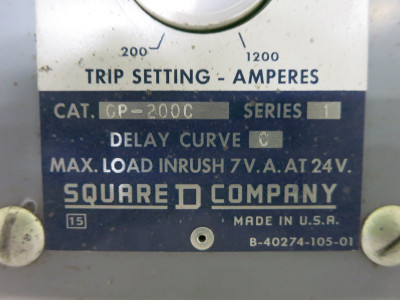 200 1200
TRIP SETTING - AMPERES
CAT. GP-200C SERIES 1
DELAY CURVE C
MAX. LOAD INRUSH 7 V.A. AT 24V.
SQUARE D COMPANY
15 MADE IN U.S.A.
B-40274-105-01